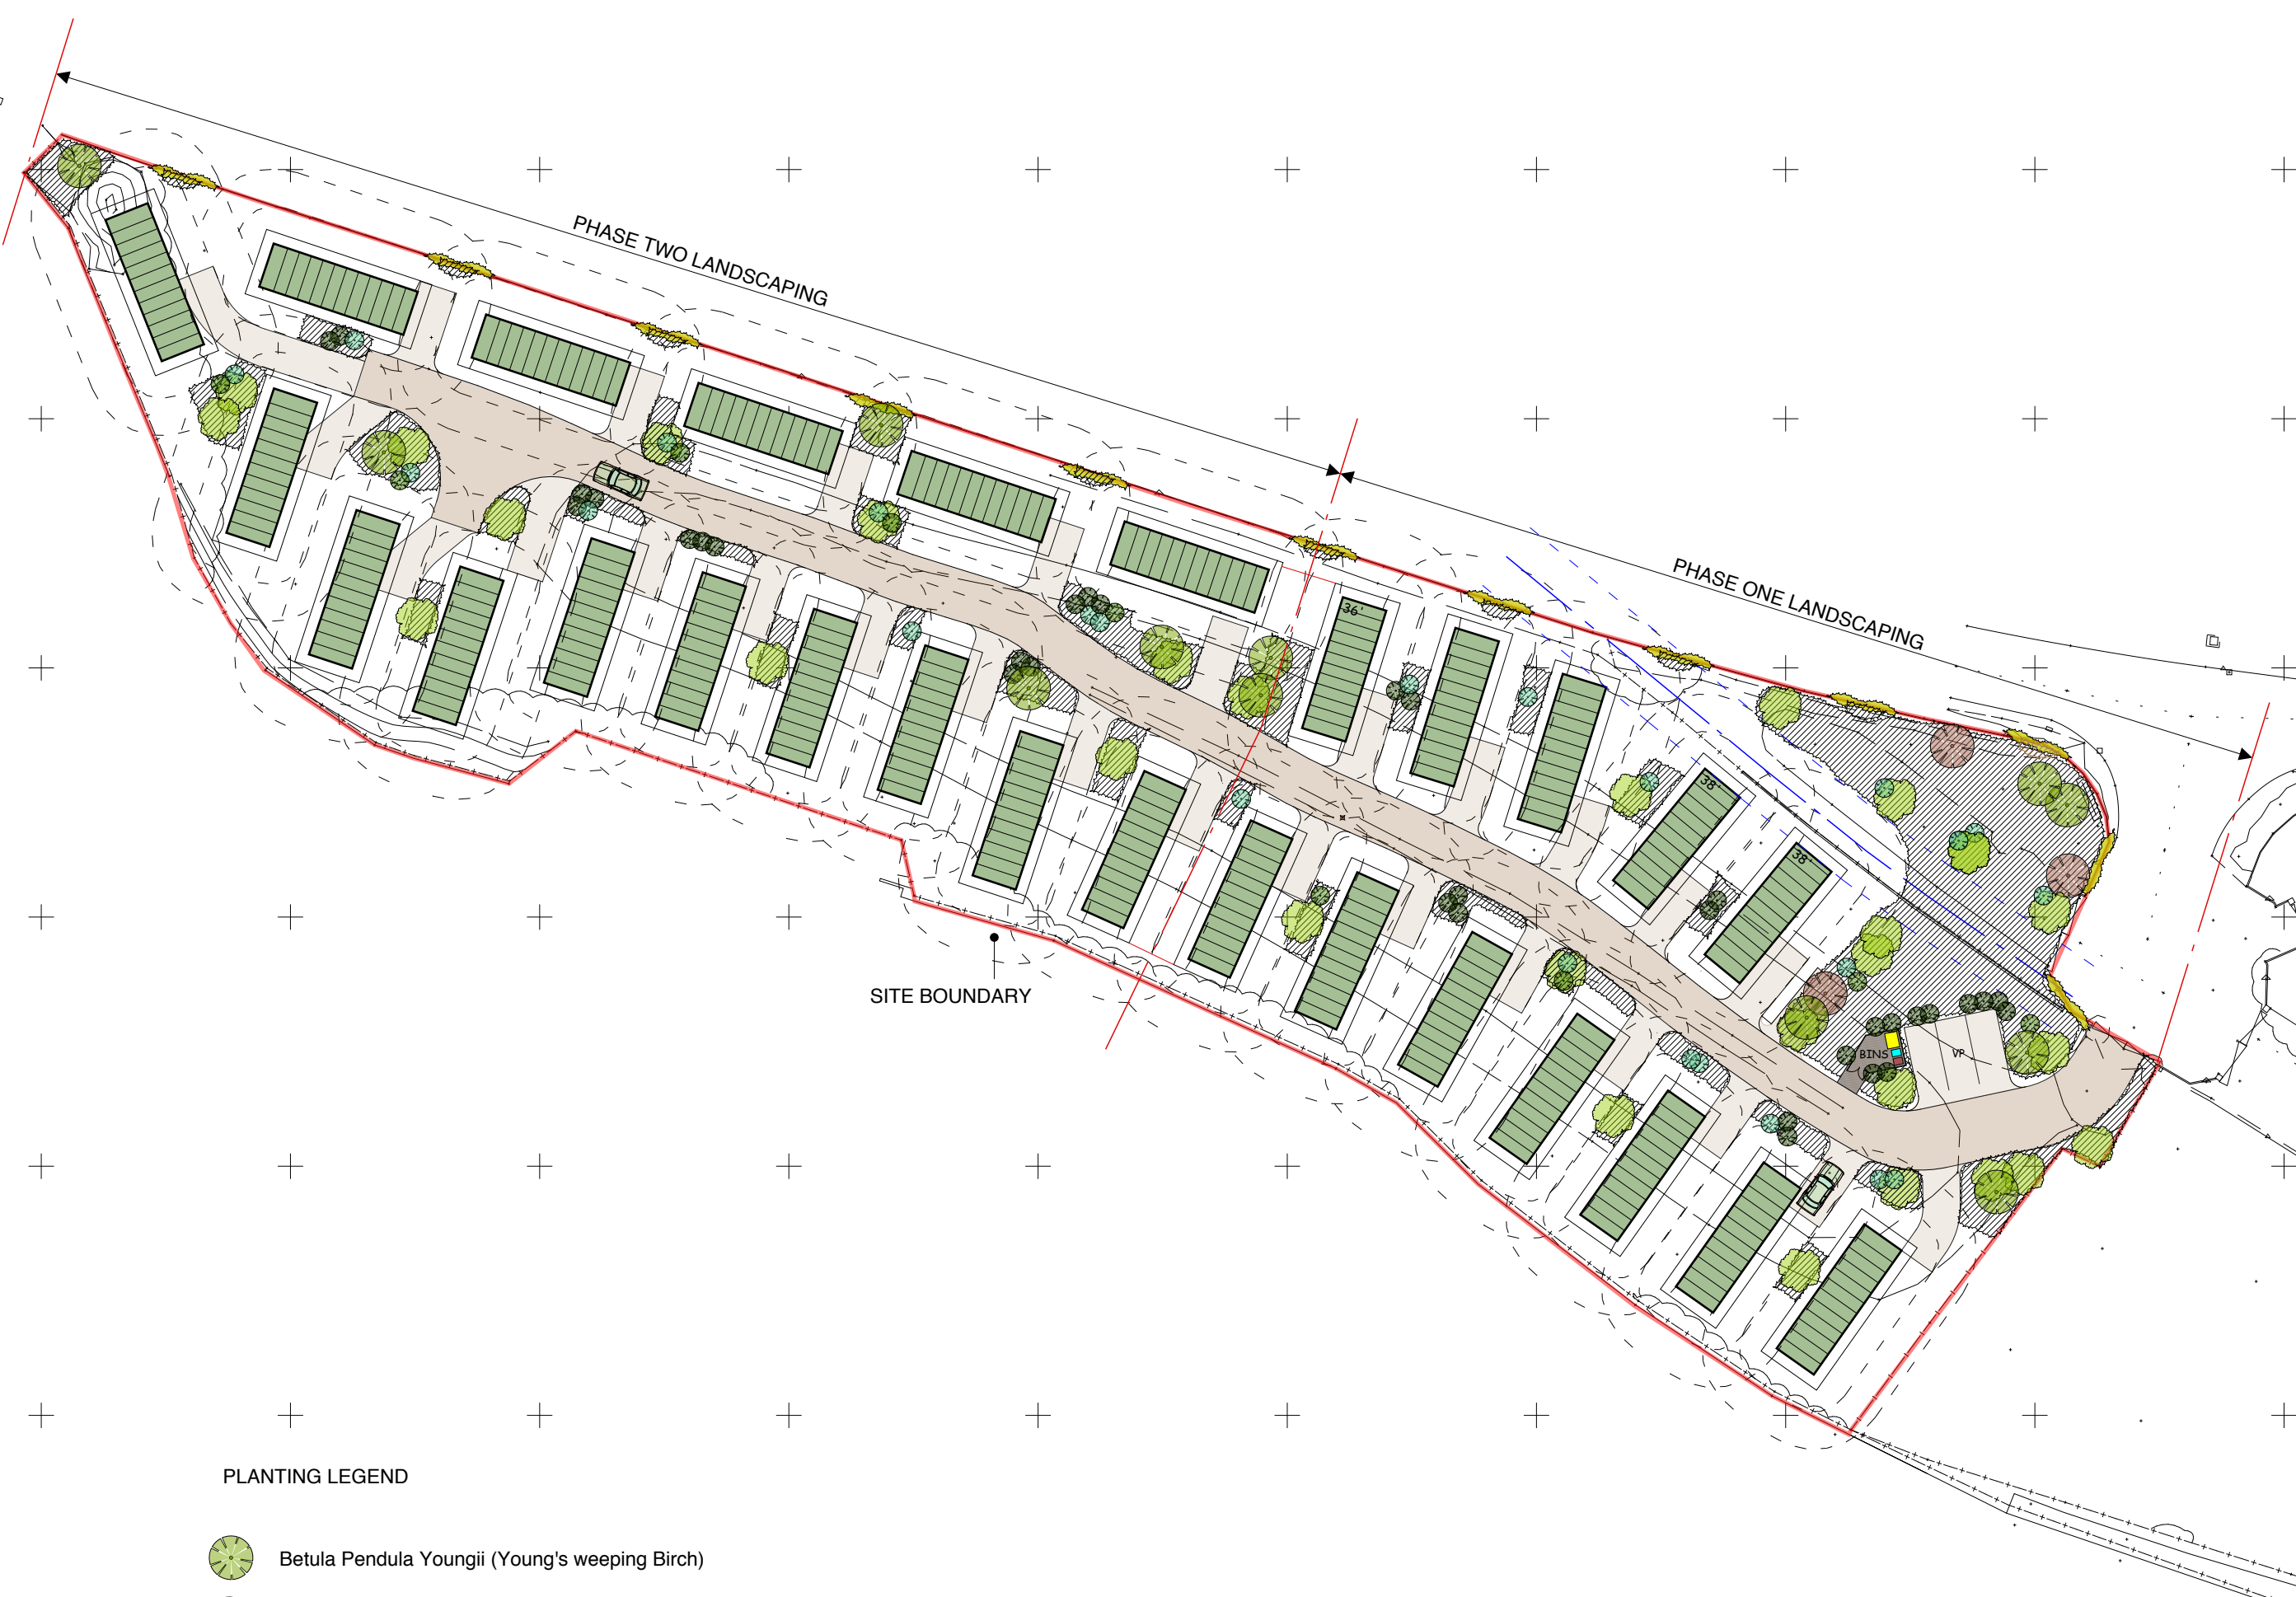 PHASE TWO LANDSCAPING
PHASE ONE LANDSCAPING
36'
38'
38'
SITE BOUNDARY
BINS
VP
PLANTING LEGEND
Betula Pendula Youngii (Young's weeping Birch)